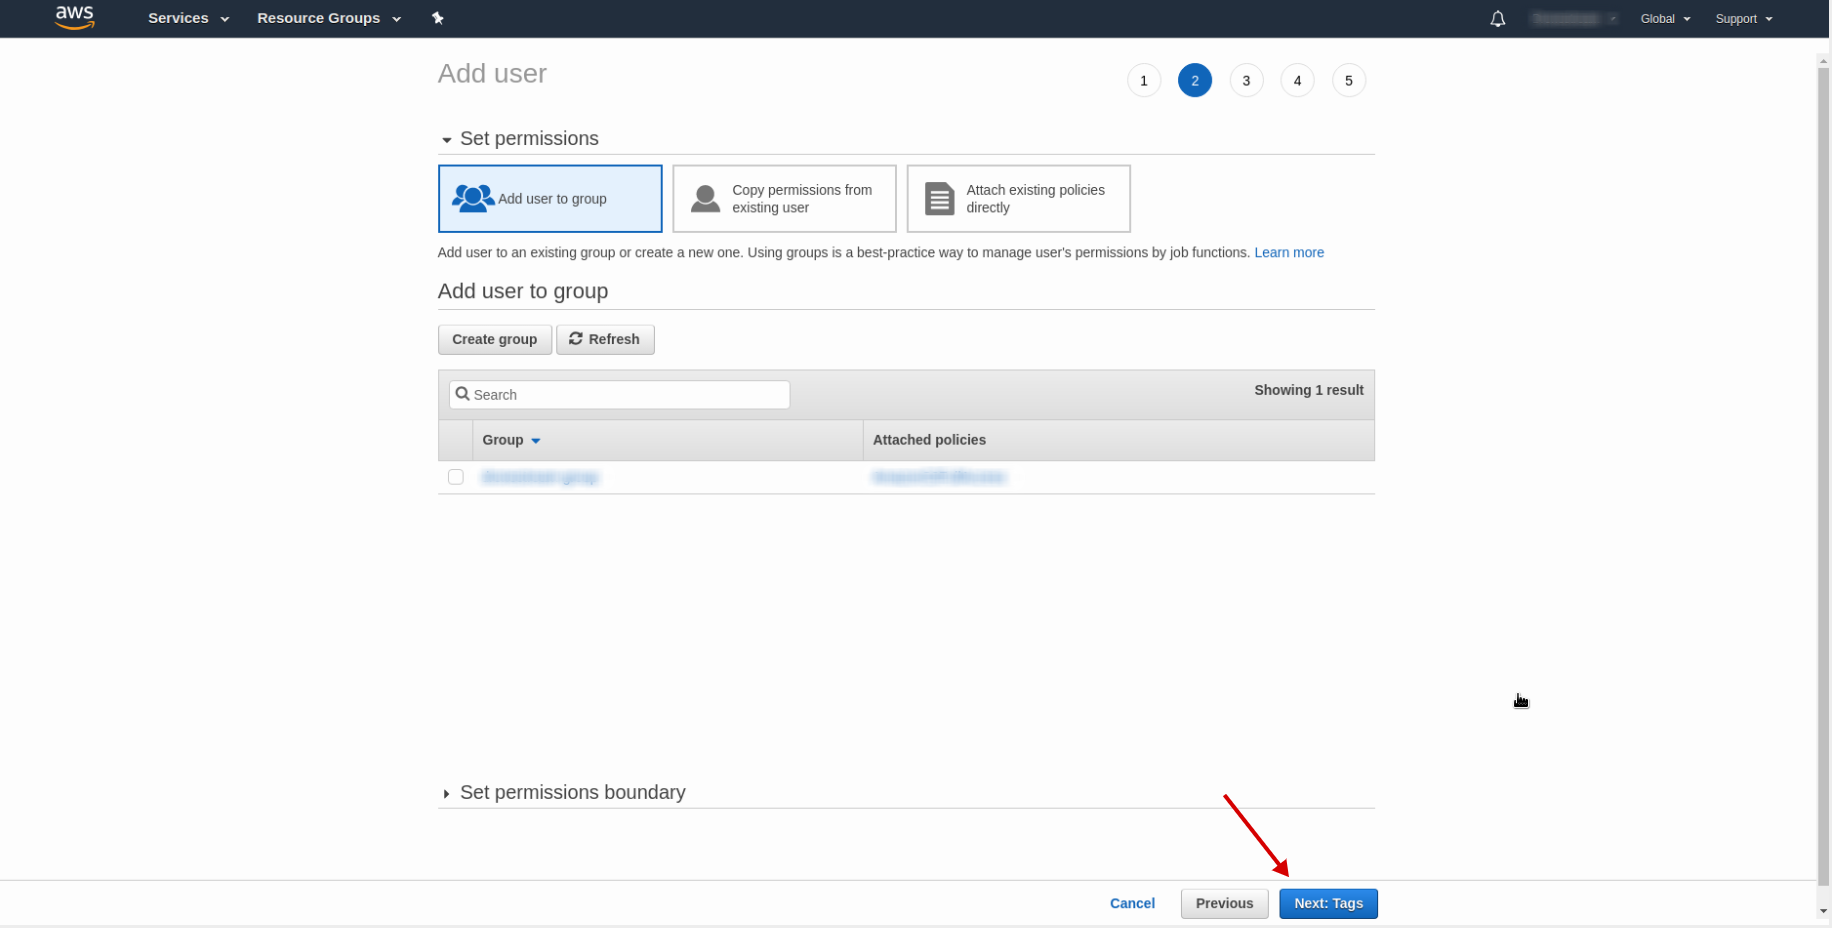 aws Services Resource Groups Global Support
Add user 1 2 3 4 5
Set permissions
Add user to group
Copy permissions from
existing user
Attach existing policies
directly
Add user to an existing group or create a new one. Using groups is a best-practice way to manage user's permissions by job functions. Learn more
Add user to group
Create group Refresh
Search Showing 1 result
Group Attached policies
Set permissions boundary
Cancel Previous Next: Tags